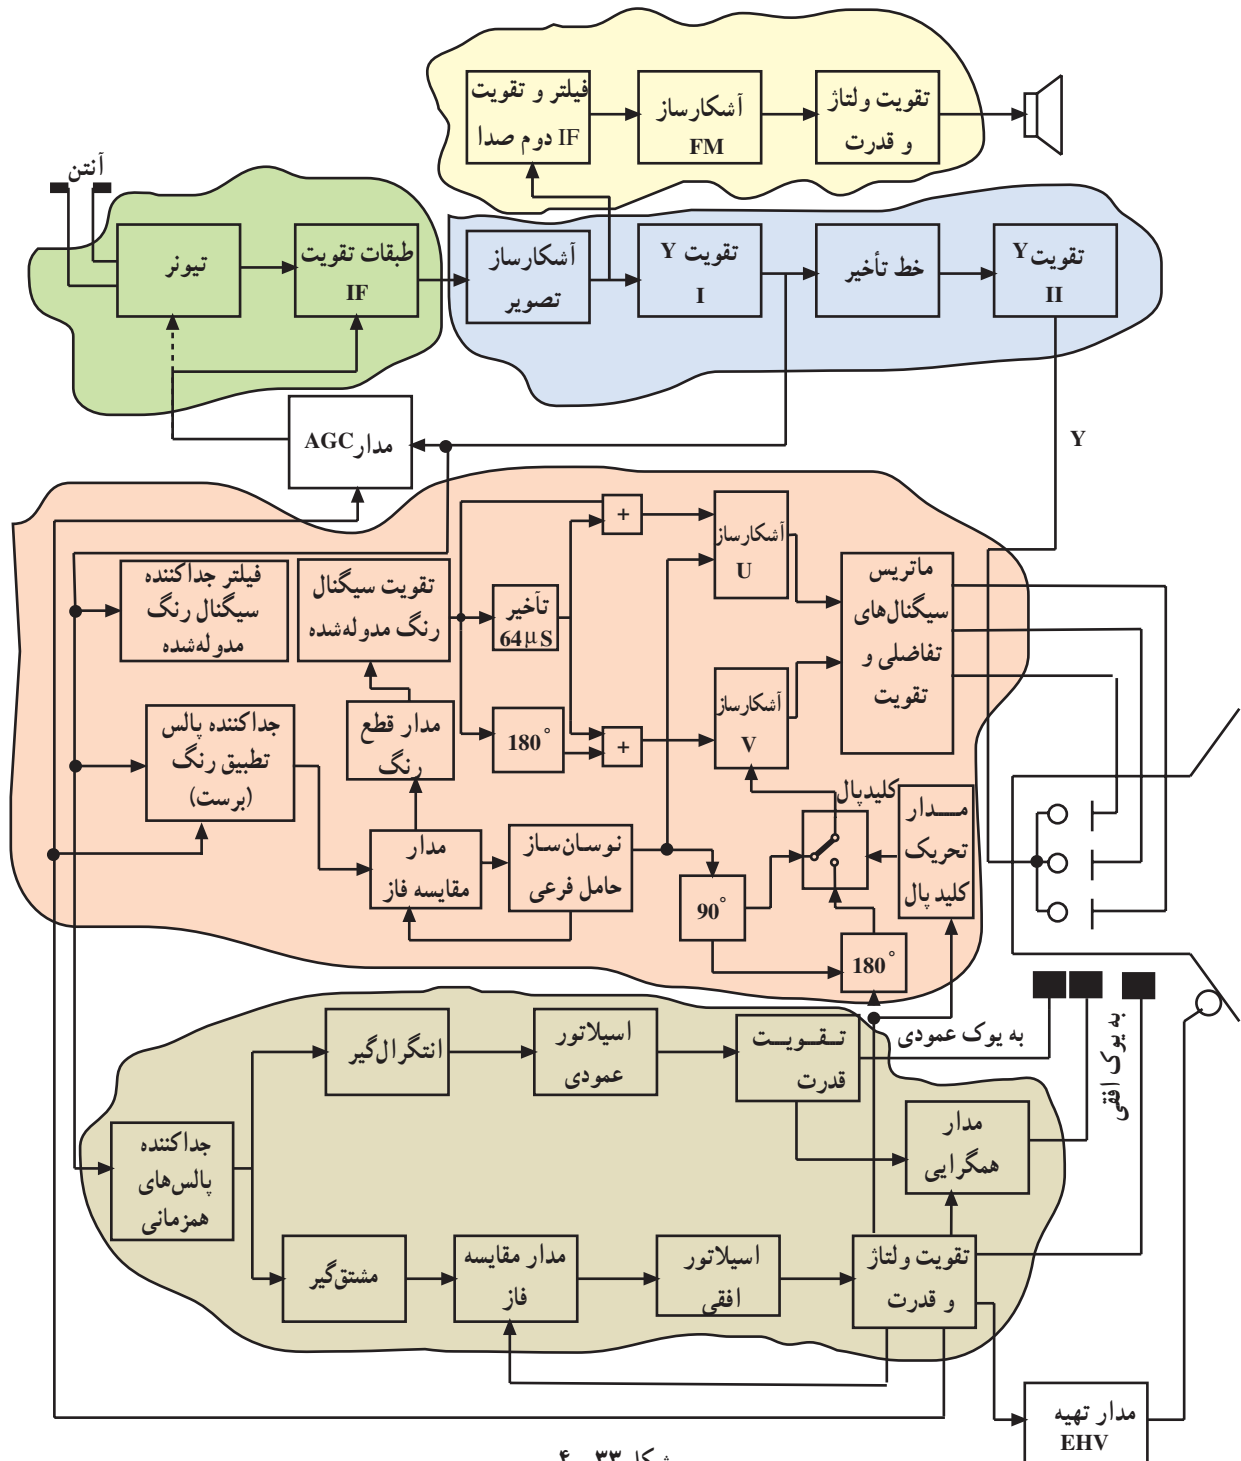 فیلتر و تقویت
IF دوم صدا
آشکارساز
FM
تقویت ولتاژ
و قدرت
آنتن
تیونر
طبقات تقویت
IF
آشکارساز
تصویر
تقویت Y
I
خط تأخیر
تقویت Y
II
مدار AGC
Y
فیلتر جداکننده
سیگنال رنگ
مدوله‌شده
تقویت سیگنال
رنگ مدوله‌شده
تأخیر
64µS
+
آشکارساز
U
ماتریس
سیگنال‌های
تفاضلی و
تقویت
جداکننده پالس
تطبیق رنگ
(برست)
مدار قطع
رنگ
180°
+
آشکارساز
V
کلیدپال
مدار
تحریک
کلید پال
مدار
مقایسه فاز
نوسان‌ساز
حامل فرعی
90°
180°
انتگرال‌گیر
اسیلاتور
عمودی
تقویت
قدرت
به یوک عمودی
به یوک افقی
جداکننده
پالس‌های
همزمانی
مدار
همگرایی
مشتق‌گیر
مدار مقایسه
فاز
اسیلاتور
افقی
تقویت ولتاژ
و قدرت
مدار تهیه
EHV